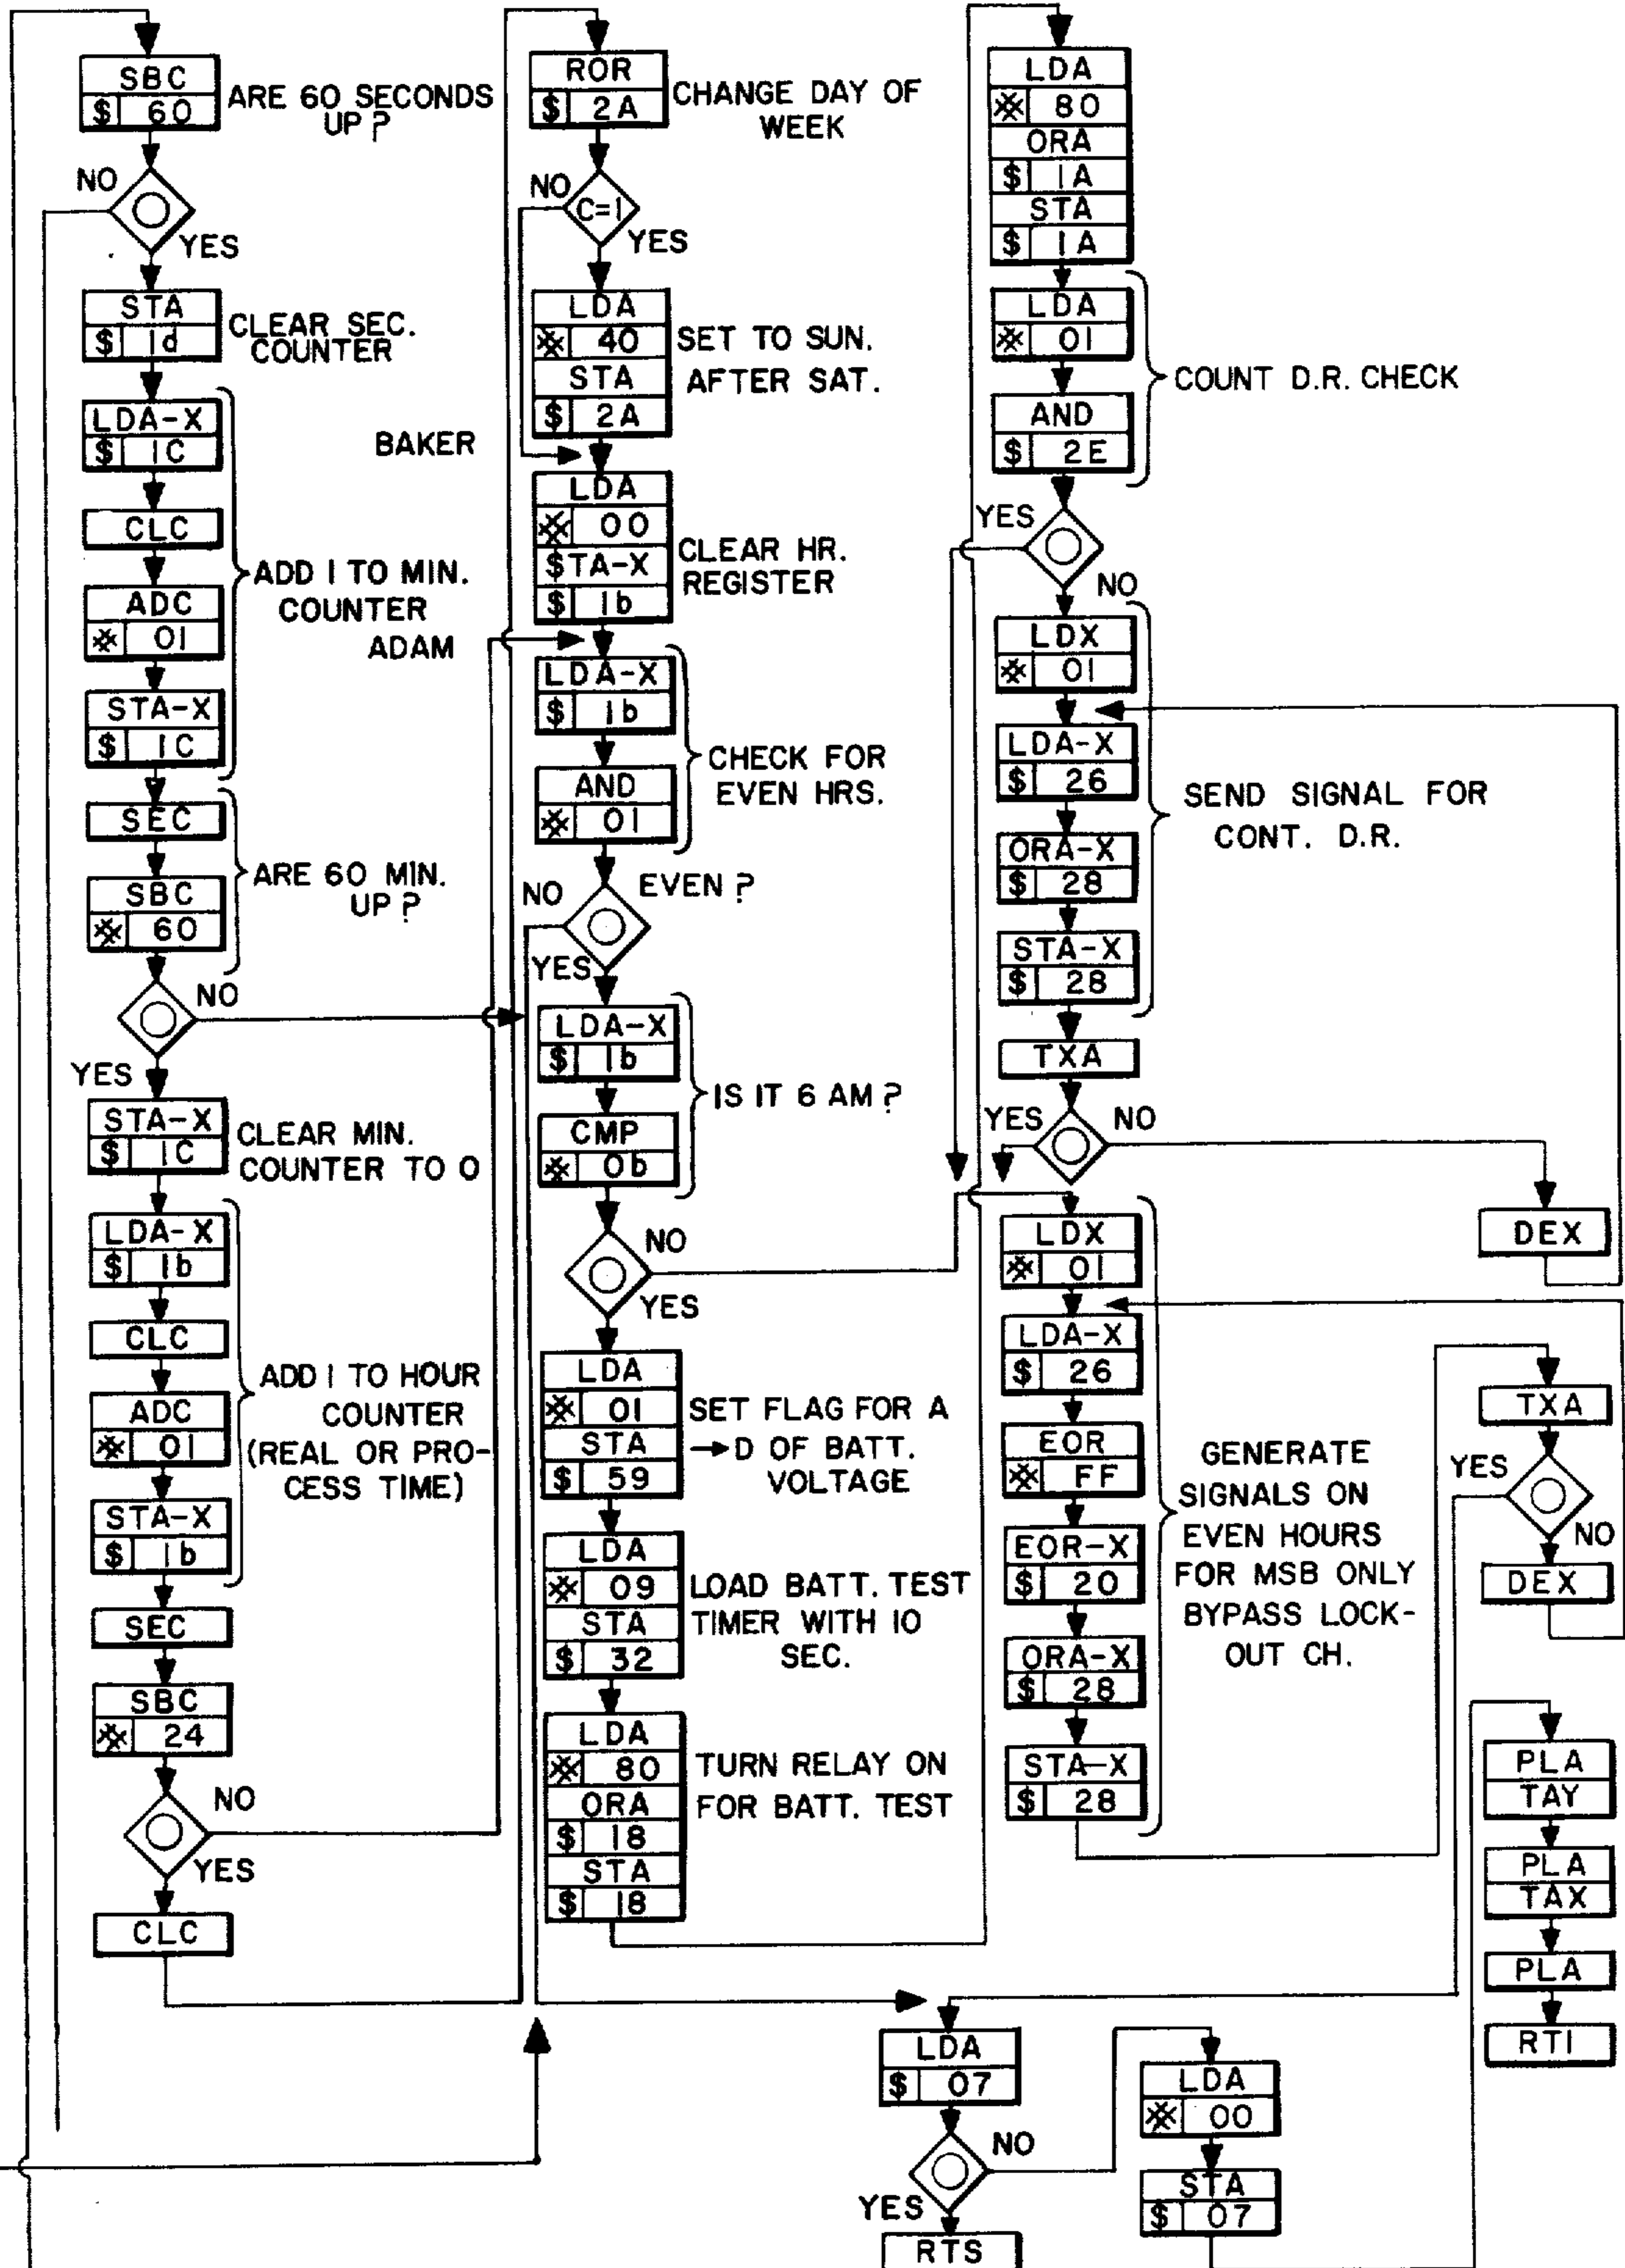 SBC
$ 60
ARE 60 SECONDS
UP?
NO
YES
STA
$ 1d
CLEAR SEC.
COUNTER
LDA-X
$ 1C
CLC
ADC
※ 01
STA-X
$ 1C
ADD 1 TO MIN.
COUNTER
SEC
SBC
※ 60
ARE 60 MIN.
UP?
NO
YES
STA-X
$ 1C
CLEAR MIN.
COUNTER TO 0
LDA-X
$ 1b
CLC
ADC
※ 01
STA-X
$ 1b
ADD 1 TO HOUR
COUNTER
(REAL OR PRO-
CESS TIME)
SEC
SBC
※ 24
NO
YES
CLC
ROR
$ 2A
CHANGE DAY OF
WEEK
NO
C=1
YES
LDA
※ 40
STA
$ 2A
SET TO SUN.
AFTER SAT.
BAKER
LDA
※ 00
$TA-X
$ 1b
CLEAR HR.
REGISTER
ADAM
LDA-X
$ 1b
AND
※ 01
CHECK FOR
EVEN HRS.
NO
EVEN?
YES
LDA-X
$ 1b
CMP
※ 0b
IS IT 6 AM?
NO
YES
LDA
※ 01
STA
$ 59
SET FLAG FOR A
→D OF BATT.
VOLTAGE
LDA
※ 09
STA
$ 32
LOAD BATT. TEST
TIMER WITH 10
SEC.
LDA
※ 80
ORA
$ 18
STA
$ 18
TURN RELAY ON
FOR BATT. TEST
LDA
※ 80
ORA
$ 1A
STA
$ 1A
LDA
※ 01
AND
$ 2E
COUNT D.R. CHECK
YES
NO
LDX
※ 01
LDA-X
$ 26
ORA-X
$ 28
STA-X
$ 28
SEND SIGNAL FOR
CONT. D.R.
TXA
YES
NO
DEX
LDX
※ 01
LDA-X
$ 26
EOR
※ FF
EOR-X
$ 20
ORA-X
$ 28
STA-X
$ 28
GENERATE
SIGNALS ON
EVEN HOURS
FOR MSB ONLY
BYPASS LOCK-
OUT CH.
TXA
YES
NO
DEX
PLA
TAY
PLA
TAX
PLA
RTI
LDA
$ 07
NO
YES
RTS
LDA
※ 00
STA
$ 07